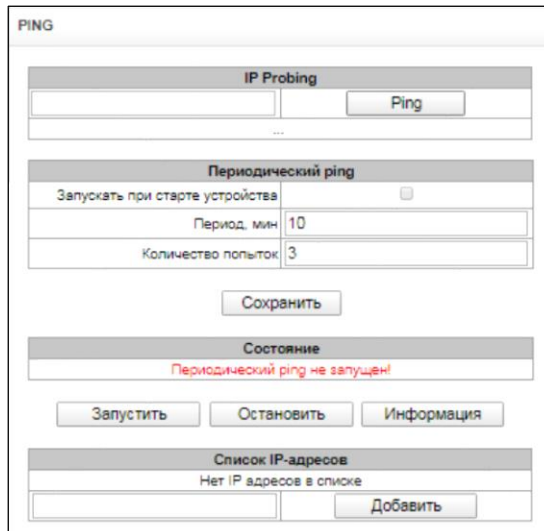 PING
IP Probing
Ping
...
Периодический ping
Запускать при старте устройства
Период, мин 10
Количество попыток 3
Сохранить
Состояние
Периодический ping не запущен!
Запустить Остановить Информация
Список IP-адресов
Нет IP адресов в списке
Добавить